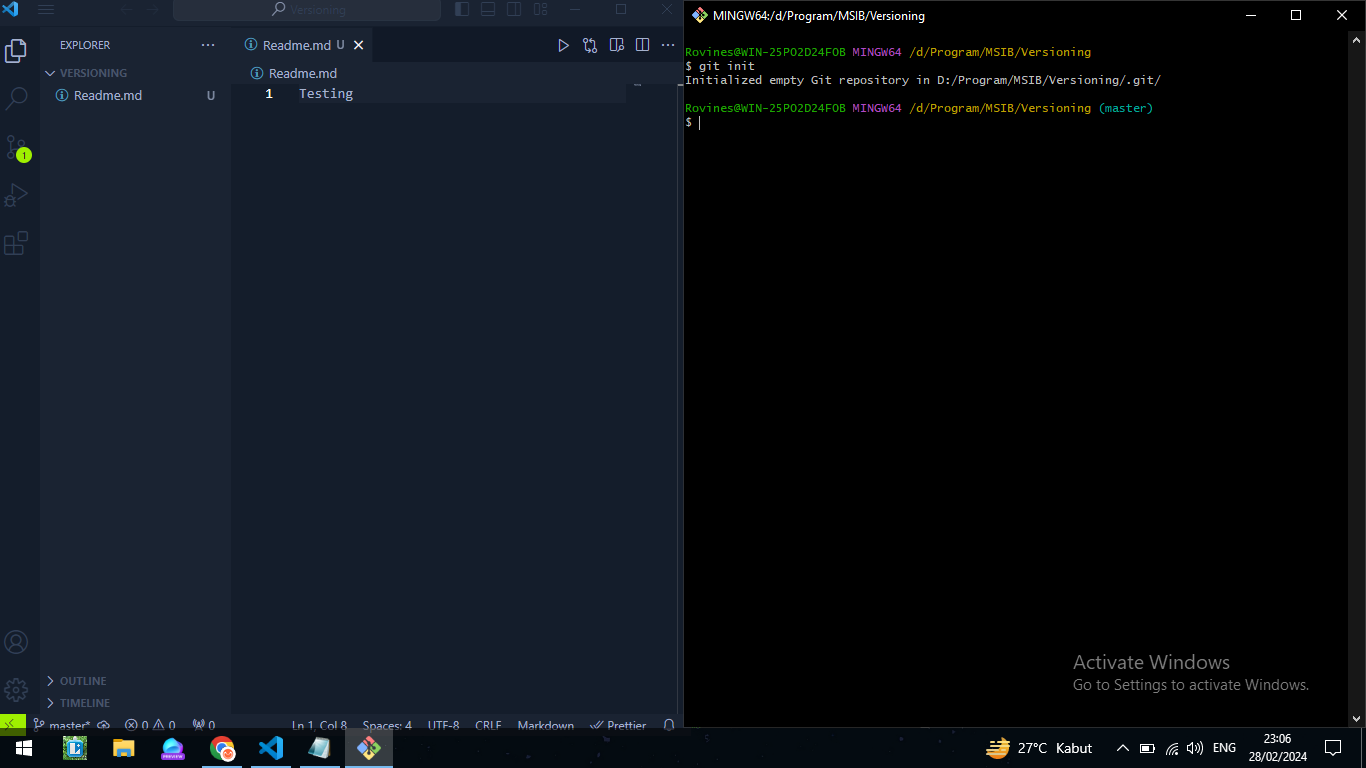 Versioning
EXPLORER
VERSIONING
Readme.md U
Readme.md U
Readme.md
1 Testing
1
OUTLINE
TIMELINE
master* 0 0 0 Ln 1, Col 8 Spaces: 4 UTF-8 CRLF Markdown Prettier
MINGW64:/d/Program/MSIB/Versioning
Rovines@WIN-25PO2D24FOB MINGW64 /d/Program/MSIB/Versioning
$ git init
Initialized empty Git repository in D:/Program/MSIB/Versioning/.git/
Rovines@WIN-25PO2D24FOB MINGW64 /d/Program/MSIB/Versioning (master)
$
Activate Windows
Go to Settings to activate Windows.
PREVIEW
27°C Kabut ENG
23:06
28/02/2024